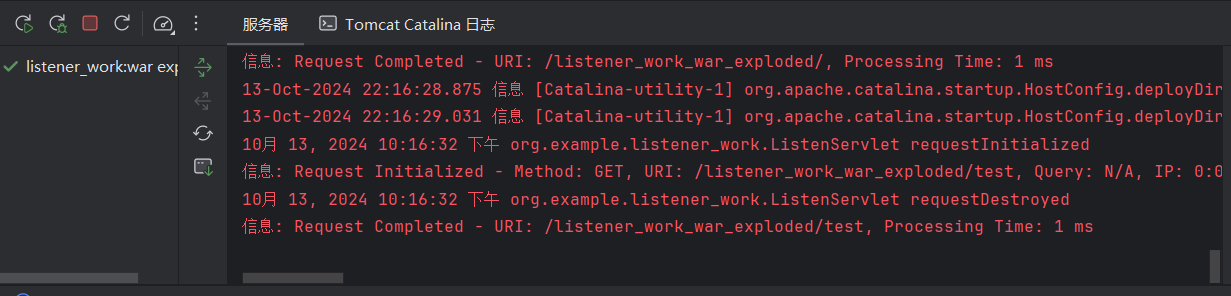 服务器
Tomcat Catalina 日志
listener_work:war exp
信息: Request Completed - URI: /listener_work_war_exploded/, Processing Time: 1 ms
13-Oct-2024 22:16:28.875 信息 [Catalina-utility-1] org.apache.catalina.startup.HostConfig.deployDir
13-Oct-2024 22:16:29.031 信息 [Catalina-utility-1] org.apache.catalina.startup.HostConfig.deployDir
10月 13, 2024 10:16:32 下午 org.example.listener_work.ListenServlet requestInitialized
信息: Request Initialized - Method: GET, URI: /listener_work_war_exploded/test, Query: N/A, IP: 0:0
10月 13, 2024 10:16:32 下午 org.example.listener_work.ListenServlet requestDestroyed
信息: Request Completed - URI: /listener_work_war_exploded/test, Processing Time: 1 ms